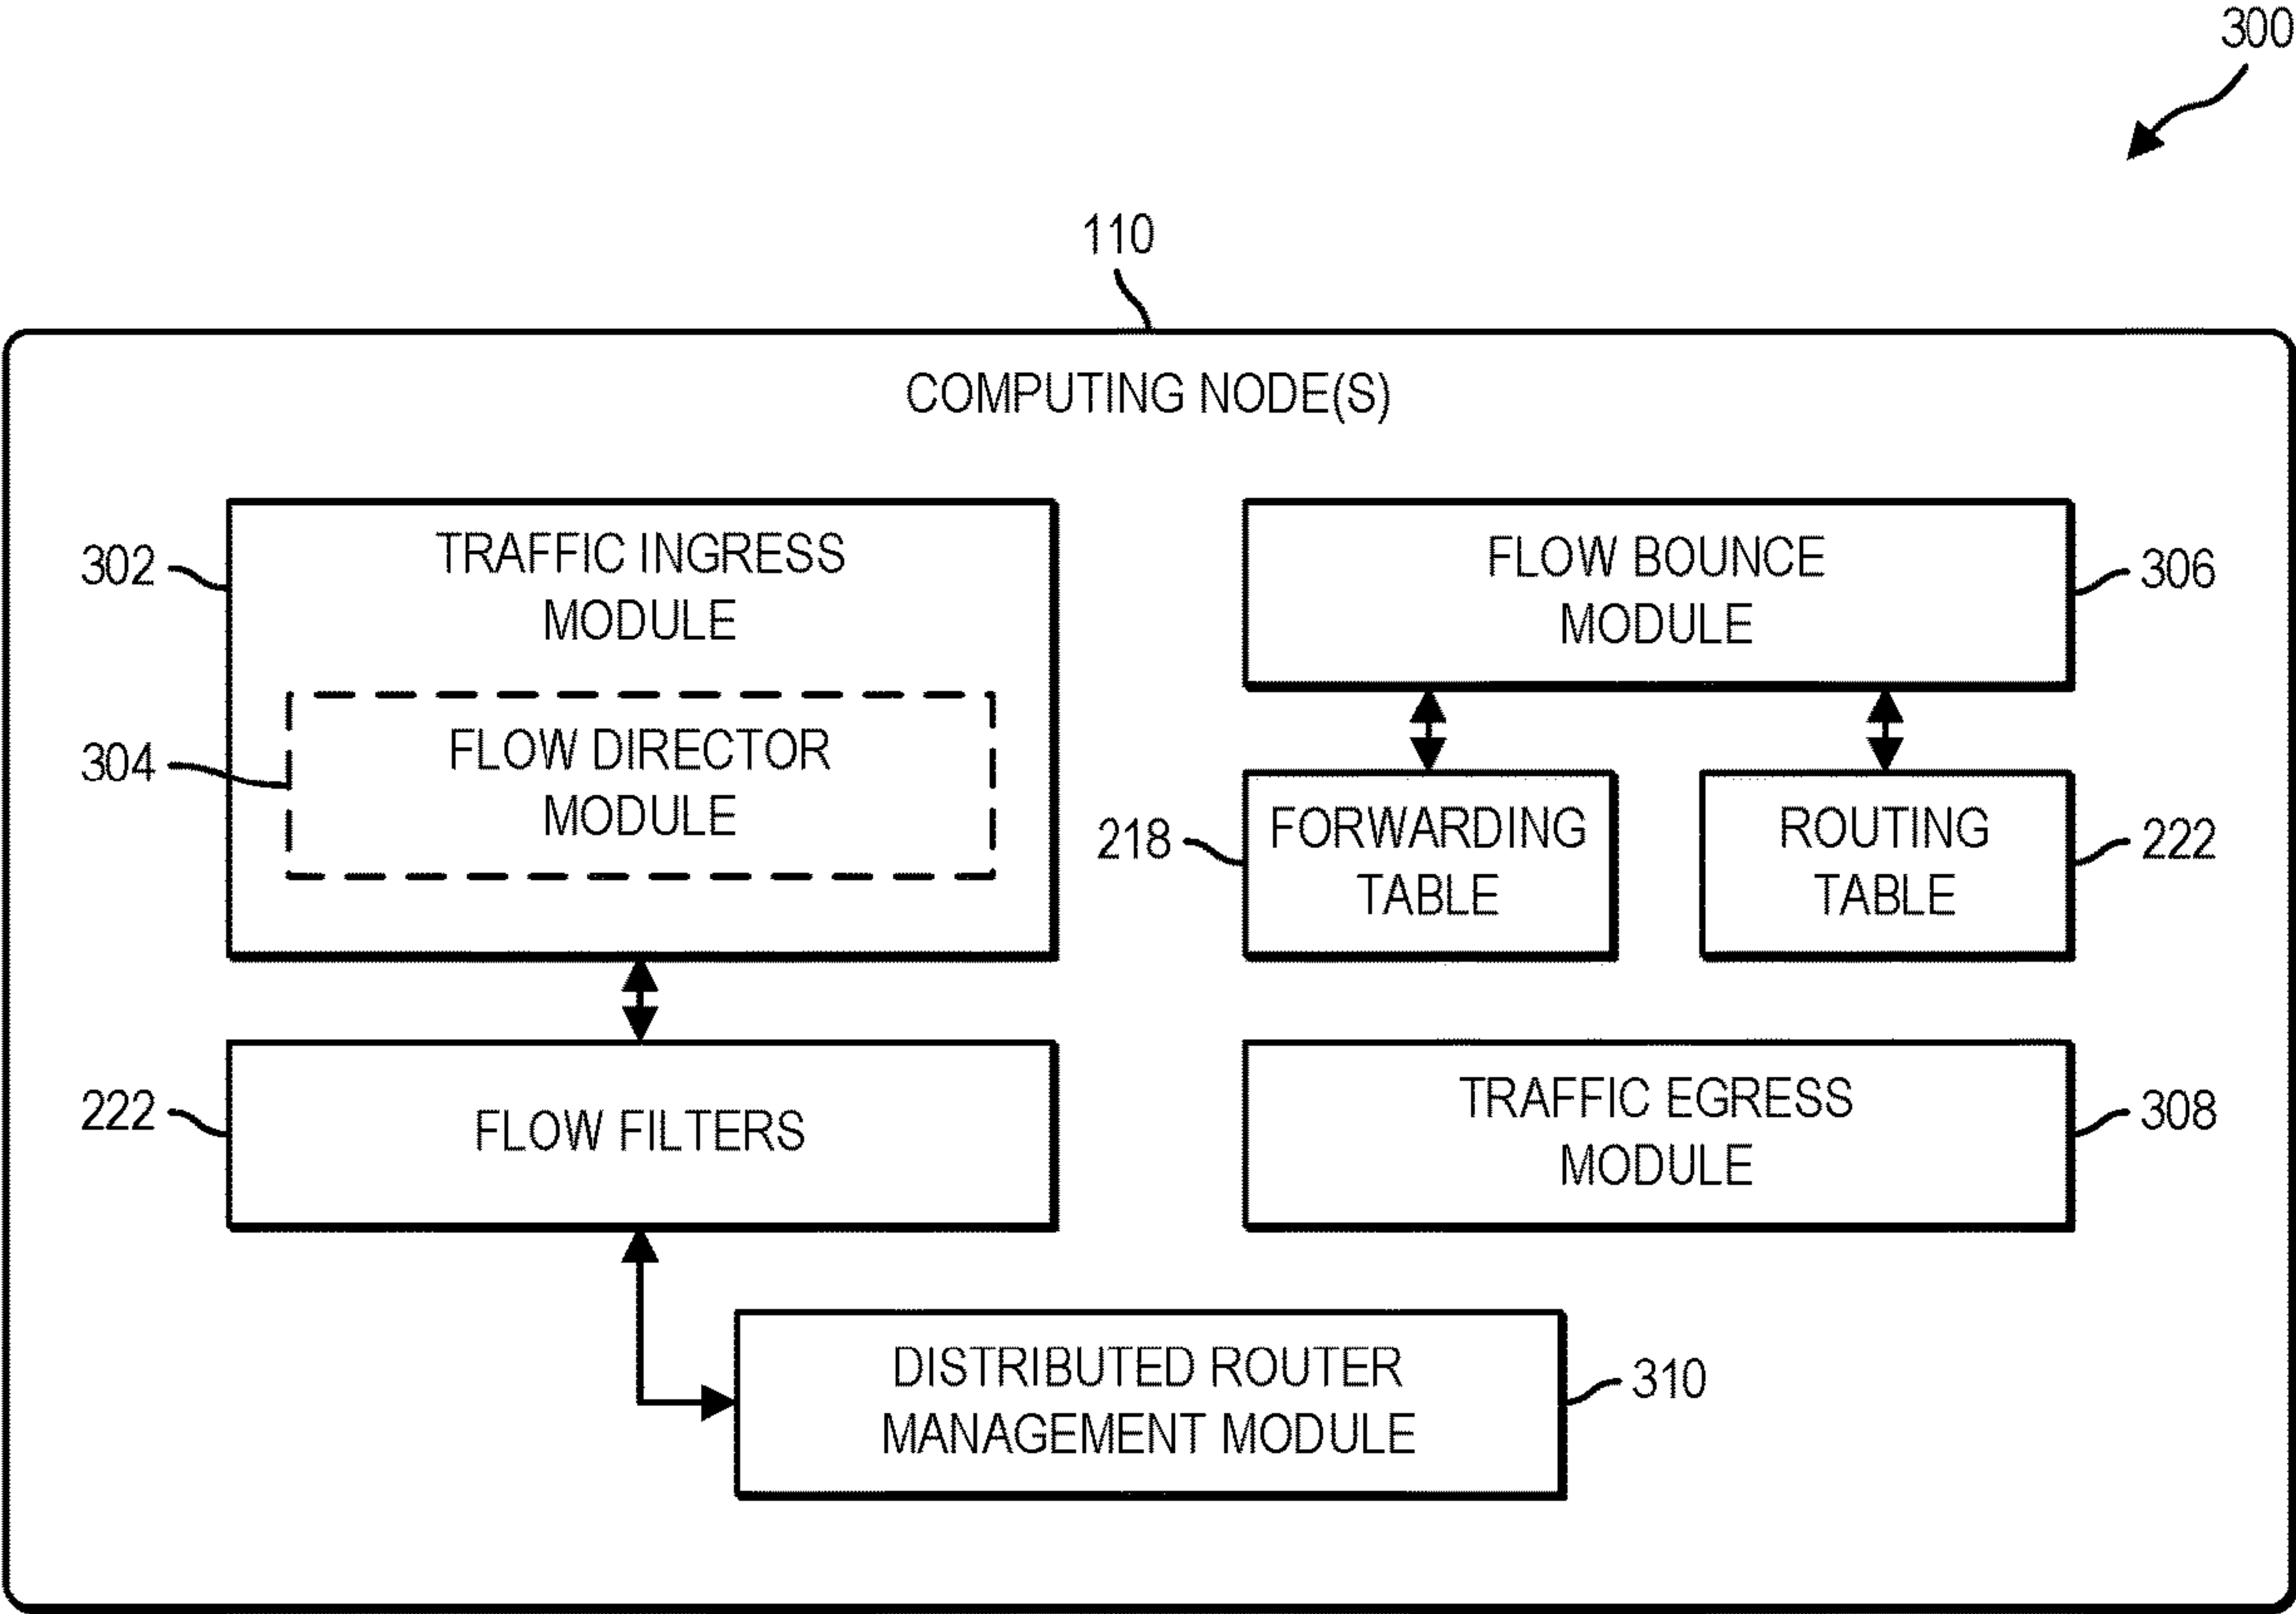 300
110
COMPUTING NODE(S)
302
TRAFFIC INGRESS
MODULE
304
FLOW DIRECTOR
MODULE
FLOW BOUNCE
MODULE
306
218
FORWARDING
TABLE
ROUTING
TABLE
222
222
FLOW FILTERS
TRAFFIC EGRESS
MODULE
308
DISTRIBUTED ROUTER
MANAGEMENT MODULE
310